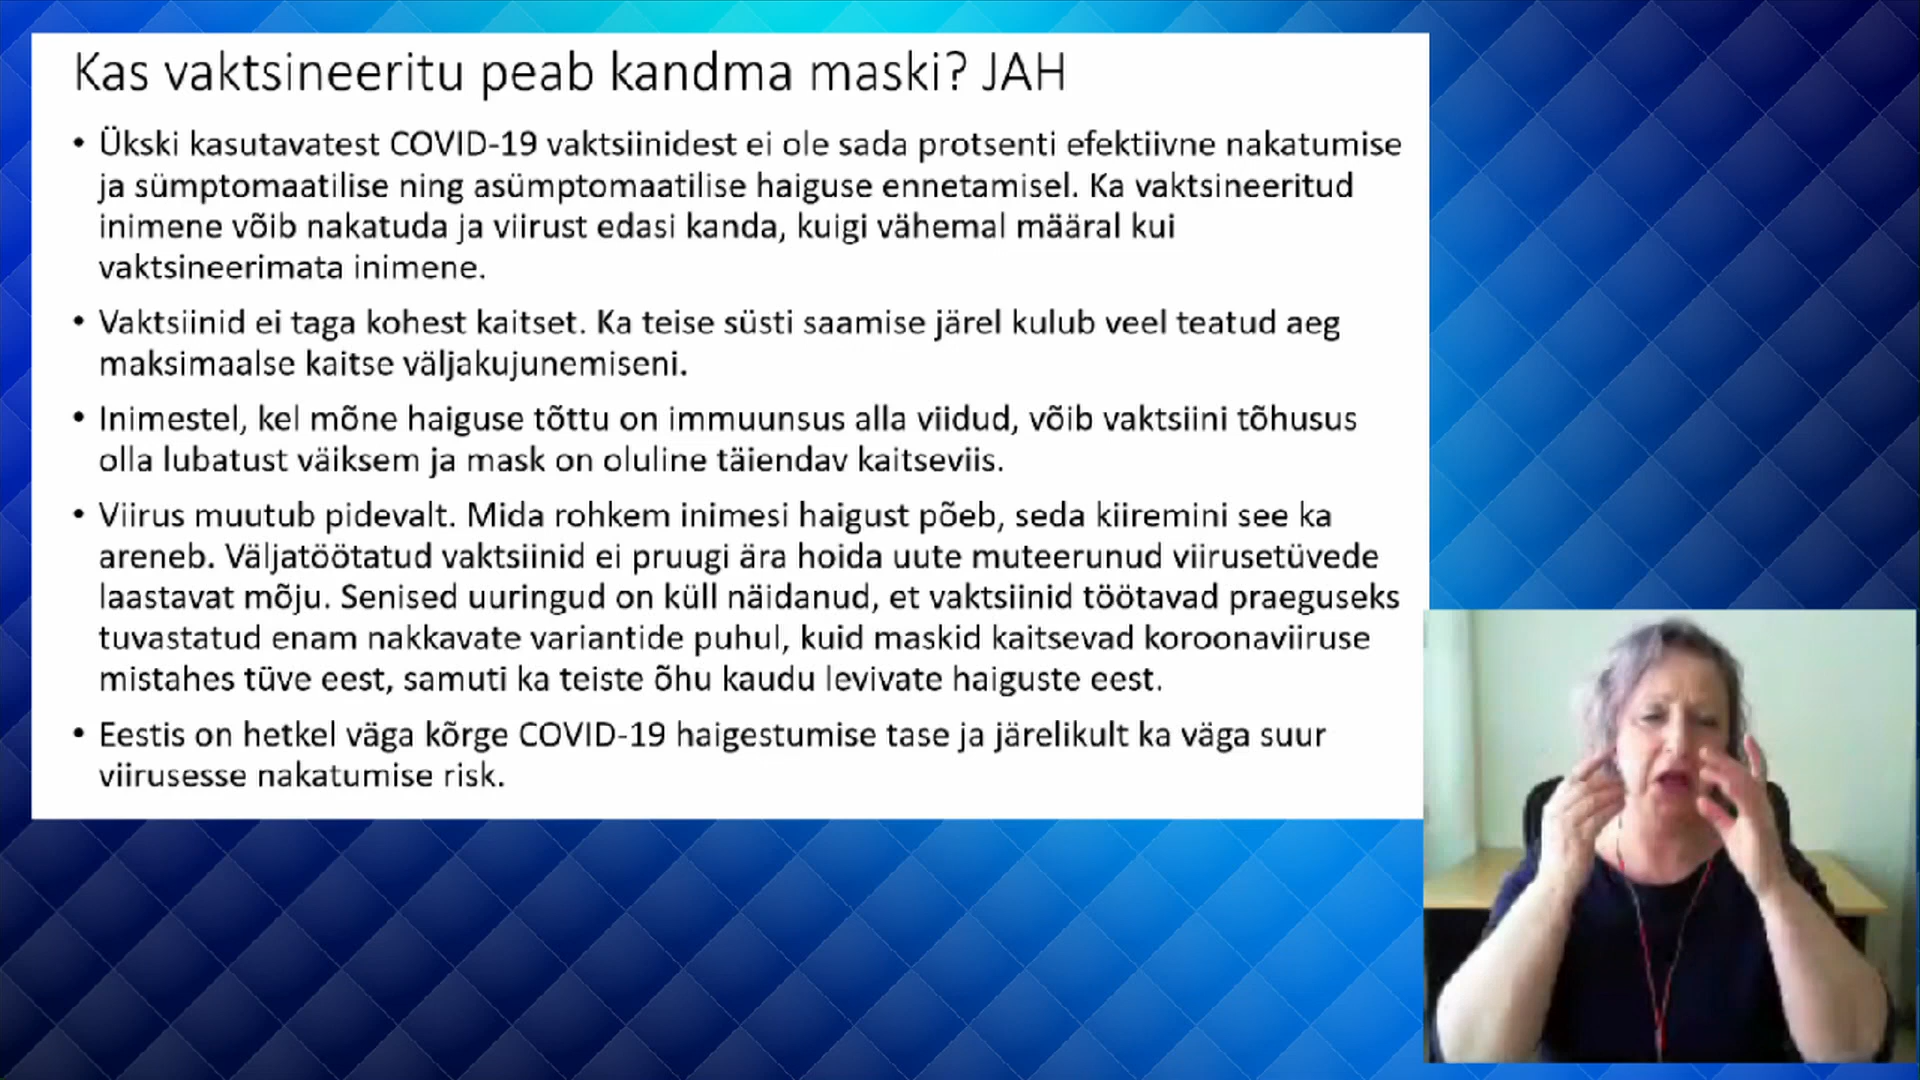 Kas vaktsineeritu peab kandma maski? JAH
• Ükski kasutavatest COVID-19 vaktsiinidest ei ole sada protsenti efektiivne nakatumise
ja sümptomaatilise ning asümptomaatilise haiguse ennetamisel. Ka vaktsineeritud
inimene võib nakatuda ja viirust edasi kanda, kuigi vähemal määral kui
vaktsineerimata inimene.
• Vaktsiinid ei taga kohest kaitset. Ka teise süsti saamise järel kulub veel teatud aeg
maksimaalse kaitse väljakujunemiseni.
• Inimestel, kel mõne haiguse tõttu on immuunsus alla viidud, võib vaktsiini tõhusus
olla lubatust väiksem ja mask on oluline täiendav kaitseviis.
• Viirus muutub pidevalt. Mida rohkem inimesi haigust põeb, seda kiiremini see ka
areneb. Väljatöötatud vaktsiinid ei pruugi ära hoida uute muteerunud viirusetüvede
laastavat mõju. Senised uuringud on küll näidanud, et vaktsiinid töötavad praeguseks
tuvastatud enam nakkavate variantide puhul, kuid maskid kaitsevad koroonaviiruse
mistahes tüve eest, samuti ka teiste õhu kaudu levivate haiguste eest.
• Eestis on hetkel väga kõrge COVID-19 haigestumise tase ja järelikult ka väga suur
viirusesse nakatumise risk.